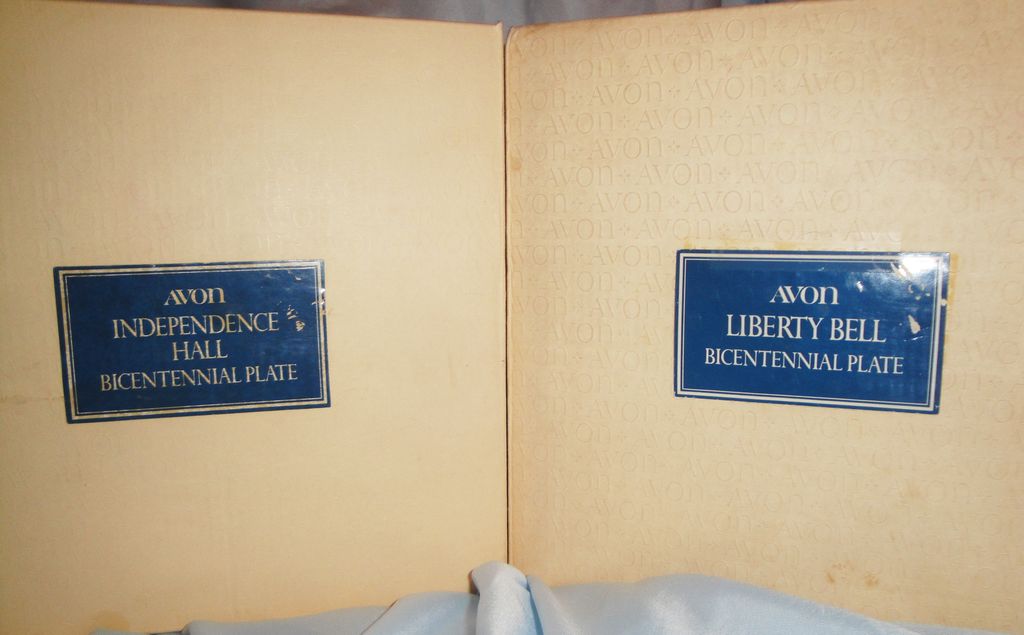 AVON
INDEPENDENCE
HALL
BICENTENNIAL PLATE
AVON
LIBERTY BELL
BICENTENNIAL PLATE